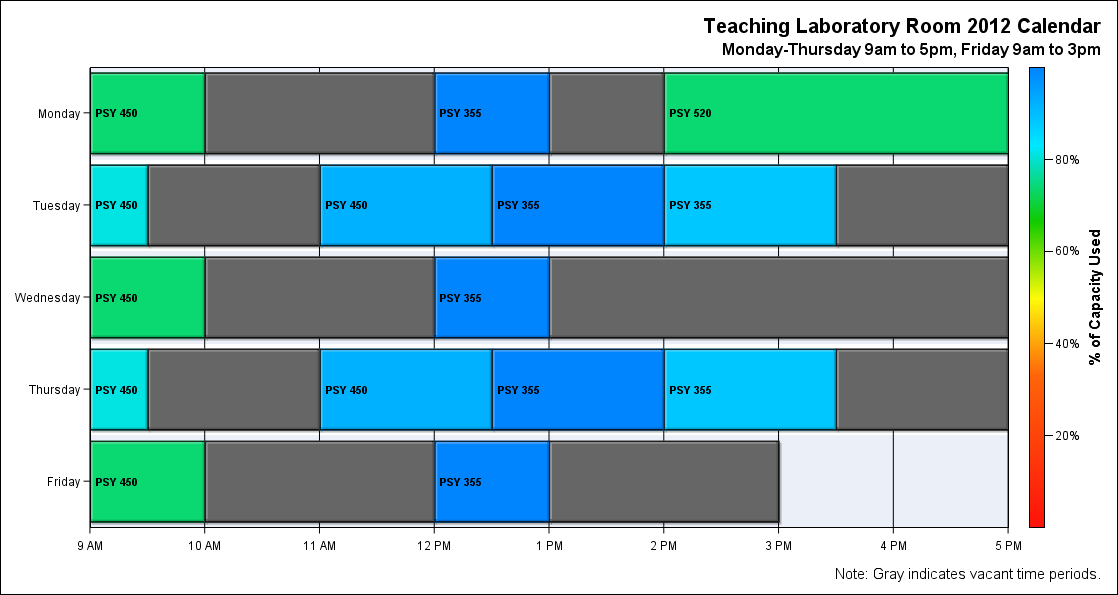 Teaching Laboratory Room 2012 Calendar
Monday-Thursday 9am to 5pm, Friday 9am to 3pm
Monday
PSY 450
PSY 355
PSY 520
Tuesday
PSY 450
PSY 450
PSY 355
PSY 355
Wednesday
PSY 450
PSY 355
Thursday
PSY 450
PSY 450
PSY 355
PSY 355
Friday
PSY 450
PSY 355
9 AM
10 AM
11 AM
12 PM
1 PM
2 PM
3 PM
4 PM
5 PM
80%
60%
40%
20%
% of Capacity Used
Note: Gray indicates vacant time periods.